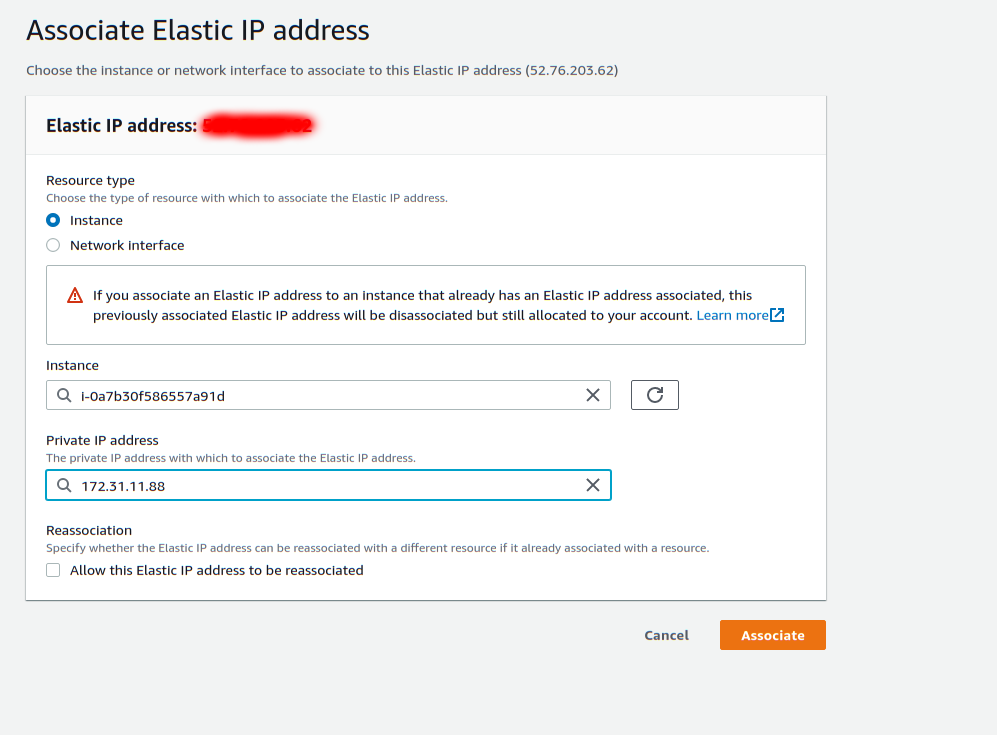 Associate Elastic IP address
Choose the instance or network interface to associate to this Elastic IP address (52.76.203.62)
Elastic IP address:
Resource type
Choose the type of resource with which to associate the Elastic IP address.
Instance
Network interface
If you associate an Elastic IP address to an instance that already has an Elastic IP address associated, this
previously associated Elastic IP address will be disassociated but still allocated to your account. Learn more
Instance
i-0a7b30f586557a91d
Private IP address
The private IP address with which to associate the Elastic IP address.
172.31.11.88
Reassociation
Specify whether the Elastic IP address can be reassociated with a different resource if it already associated with a resource.
Allow this Elastic IP address to be reassociated
Cancel
Associate